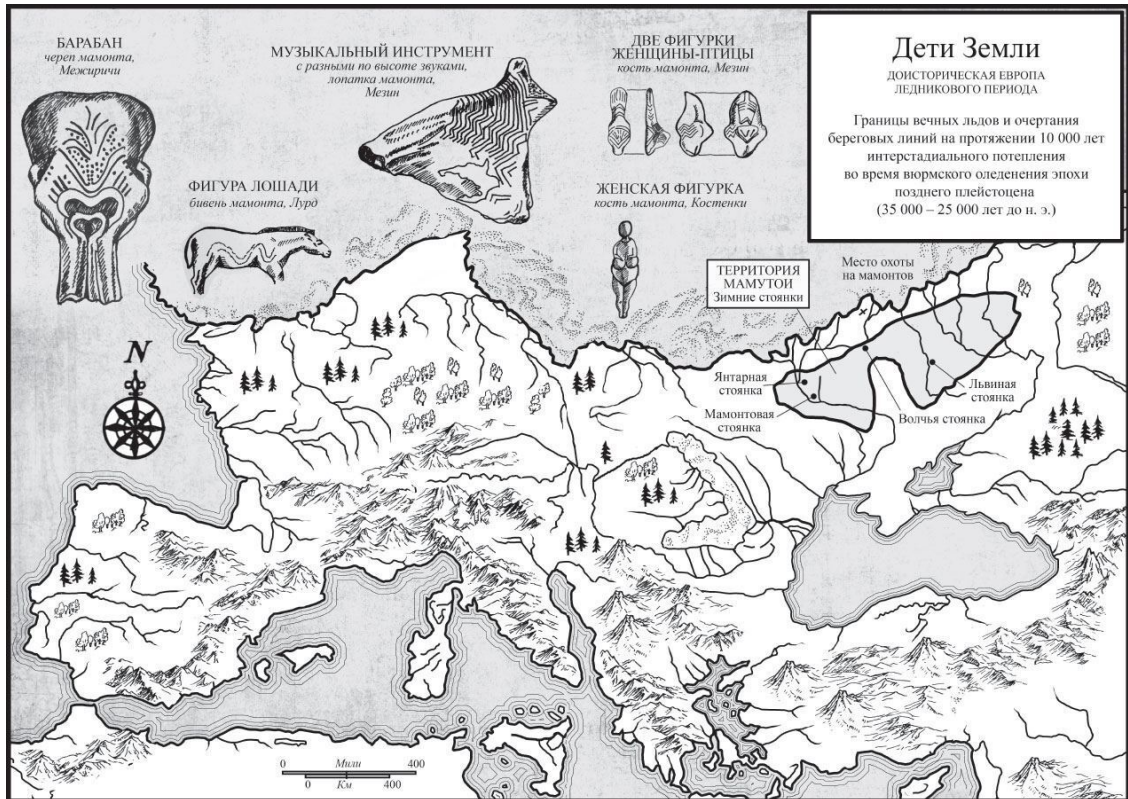 БАРАБАН
череп мамонта,
Межиричи
МУЗЫКАЛЬНЫЙ ИНСТРУМЕНТ
с разными по высоте звуками,
лопатка мамонта,
Мезин
ДВЕ ФИГУРКИ
ЖЕНЩИНЫ-ПТИЦЫ
кость мамонта, Мезин
Дети Земли
ДОИСТОРИЧЕСКАЯ ЕВРОПА
ЛЕДНИКОВОГО ПЕРИОДА
Границы вечных льдов и очертания
береговых линий на протяжении 10 000 лет
интерстадиального потепления
во время вюрмского оледенения эпохи
позднего плейстоцена
(35 000 – 25 000 лет до н. э.)
ФИГУРА ЛОШАДИ
бивень мамонта, Лурд
ЖЕНСКАЯ ФИГУРКА
кость мамонта, Костенки
ТЕРРИТОРИЯ
МАМУТОИ
Зимние стоянки
Место охоты
на мамонтов
N
Янтарная
стоянка
Мамонтовая
стоянка
Волчья стоянка
Львиная
стоянка
Мили
0 400
Км
0 400